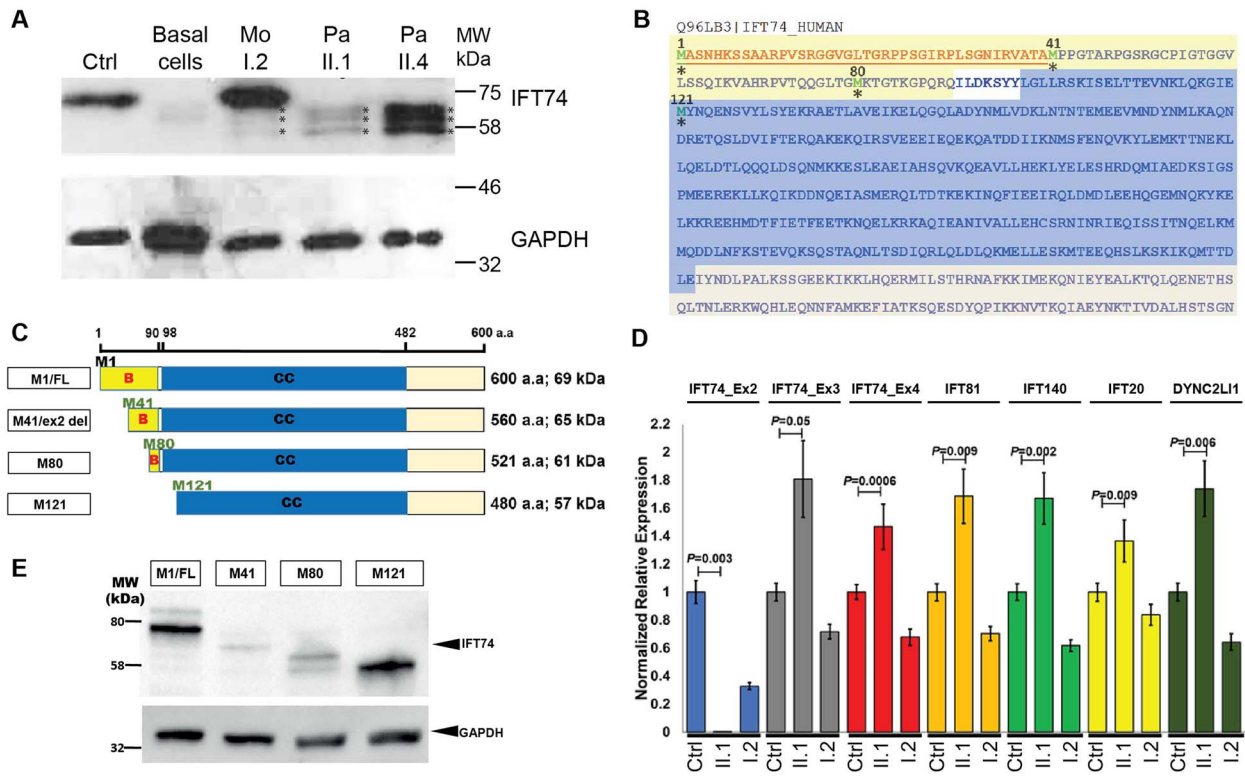 A
Ctrl Basal cells Mo I.2 Pa II.1 Pa II.4 MW kDa
75
IFT74
* * * *
* * * *
* * * *
58
46
GAPDH
32
B
Q96LB3|IFT74_HUMAN
1 41
MASNHKSSAARPVSRGGVGLTGRPPSGIRPLSGNIRVATAMPPGTARPGSRGCPIGTGGV
* *
80
LSSQIKVAHRPVTQQGLTGMKTGTKGPQRQILDKSYYLGLLRSKISELTTEVNKLQKGIE
121 *
MYNQENSVYLSYEKRAETLAVEIKELQGQLADYNMLVDKLNTNTEMEEVMNDYNMLKAQN
*
DRETQSLDVIFTERQAKEKQIRSVEEEIEQEKQATDDIIKNMSFENQVKYLEMKTTNEKL
LQELDTLQQQLDSQNMKKESLEAEIAHSQVKQEAVLLHEKLYELESHRDQMIAEDKSIGS
PMEEREKLLKQIKDDNQEIASMERQLTDTKEKINQFIEEIRQLDMDLEEHQGEMNQKYKE
LKKREEHMDTFIETFEETKNQELKRKAQIEANIVALLEHCSRNINRIEQISSITNQELKM
MQDDLNFKSTEVQKSQSTAQNLTSDIQRLQLDLQKMELLESKMTEEQHSLKSKIKQMTTD
LEIYNDLPALKSSGEEKIKKLHQERMILSTHRNAFKKIMEKQNIEYEALKTQLQENETHS
QLTNLERKWQHLEQNNFAMKEFIATKSQESDYQPIKKNVTKQIAEYNKTIVDALHSTSGN
C
1 90 98 482 600 a.a
M1
M1/FL B CC 600 a.a; 69 kDa
M41
M41/ex2 del B CC 560 a.a; 65 kDa
M80
M80 B CC 521 a.a; 61 kDa
M121
M121 CC 480 a.a; 57 kDa
D
IFT74_Ex2 IFT74_Ex3 IFT74_Ex4 IFT81 IFT140 IFT20 DYNC2LI1
Normalized Relative Expression
2.2
2
1.8
1.6
1.4
1.2
1
0.8
0.6
0.4
0.2
0
P=0.003
P=0.05
P=0.0006
P=0.009
P=0.002
P=0.009
P=0.006
Ctrl II.1 I.2 Ctrl II.1 I.2 Ctrl II.1 I.2 Ctrl II.1 I.2 Ctrl II.1 I.2 Ctrl II.1 I.2 Ctrl II.1 I.2
E
MW (kDa)
M1/FL M41 M80 M121
80
IFT74
58
GAPDH
32